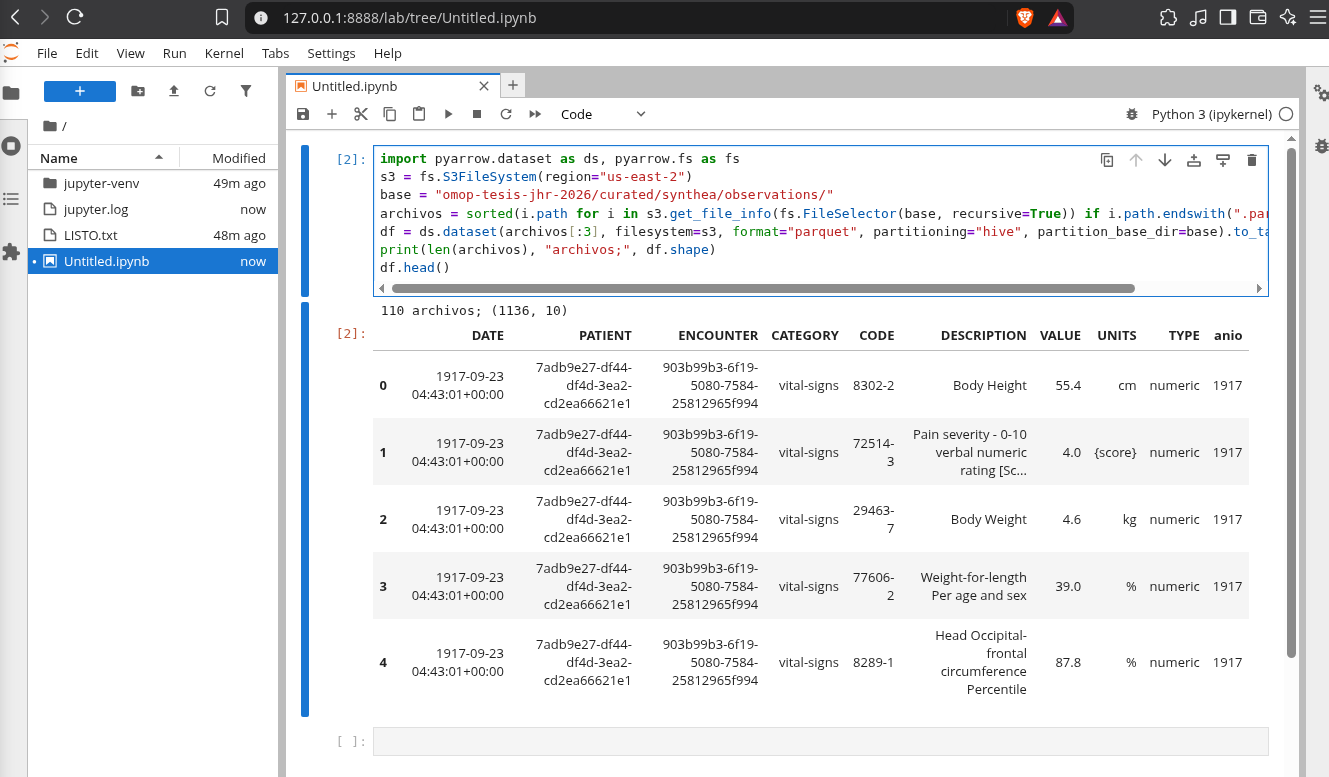 127.0.0.1:8888/lab/tree/Untitled.ipynb
File Edit View Run Kernel Tabs Settings Help
+
/
Name Modified
jupyter-venv 49m ago
jupyter.log now
LISTO.txt 48m ago
Untitled.ipynb now
Untitled.ipynb
Code
Python 3 (ipykernel)
[2]:
import pyarrow.dataset as ds, pyarrow.fs as fs
s3 = fs.S3FileSystem(region="us-east-2")
base = "omop-tesis-jhr-2026/curated/synthea/observations/"
archivos = sorted(i.path for i in s3.get_file_info(fs.FileSelector(base, recursive=True)) if i.path.endswith(".par
df = ds.dataset(archivos[:3], filesystem=s3, format="parquet", partitioning="hive", partition_base_dir=base).to_ta
print(len(archivos), "archivos;", df.shape)
df.head()
110 archivos; (1136, 10)
[2]:
DATE PATIENT ENCOUNTER CATEGORY CODE DESCRIPTION VALUE UNITS TYPE anio
0 1917-09-23 04:43:01+00:00 7adb9e27-df44-df4d-3ea2-cd2ea66621e1 903b99b3-6f19-5080-7584-25812965f994 vital-signs 8302-2 Body Height 55.4 cm numeric 1917
1 1917-09-23 04:43:01+00:00 7adb9e27-df44-df4d-3ea2-cd2ea66621e1 903b99b3-6f19-5080-7584-25812965f994 vital-signs 72514-3 Pain severity - 0-10 verbal numeric rating [Sc... 4.0 {score} numeric 1917
2 1917-09-23 04:43:01+00:00 7adb9e27-df44-df4d-3ea2-cd2ea66621e1 903b99b3-6f19-5080-7584-25812965f994 vital-signs 29463-7 Body Weight 4.6 kg numeric 1917
3 1917-09-23 04:43:01+00:00 7adb9e27-df44-df4d-3ea2-cd2ea66621e1 903b99b3-6f19-5080-7584-25812965f994 vital-signs 77606-2 Weight-for-length Per age and sex 39.0 % numeric 1917
4 1917-09-23 04:43:01+00:00 7adb9e27-df44-df4d-3ea2-cd2ea66621e1 903b99b3-6f19-5080-7584-25812965f994 vital-signs 8289-1 Head Occipital-frontal circumference Percentile 87.8 % numeric 1917
[ ]: